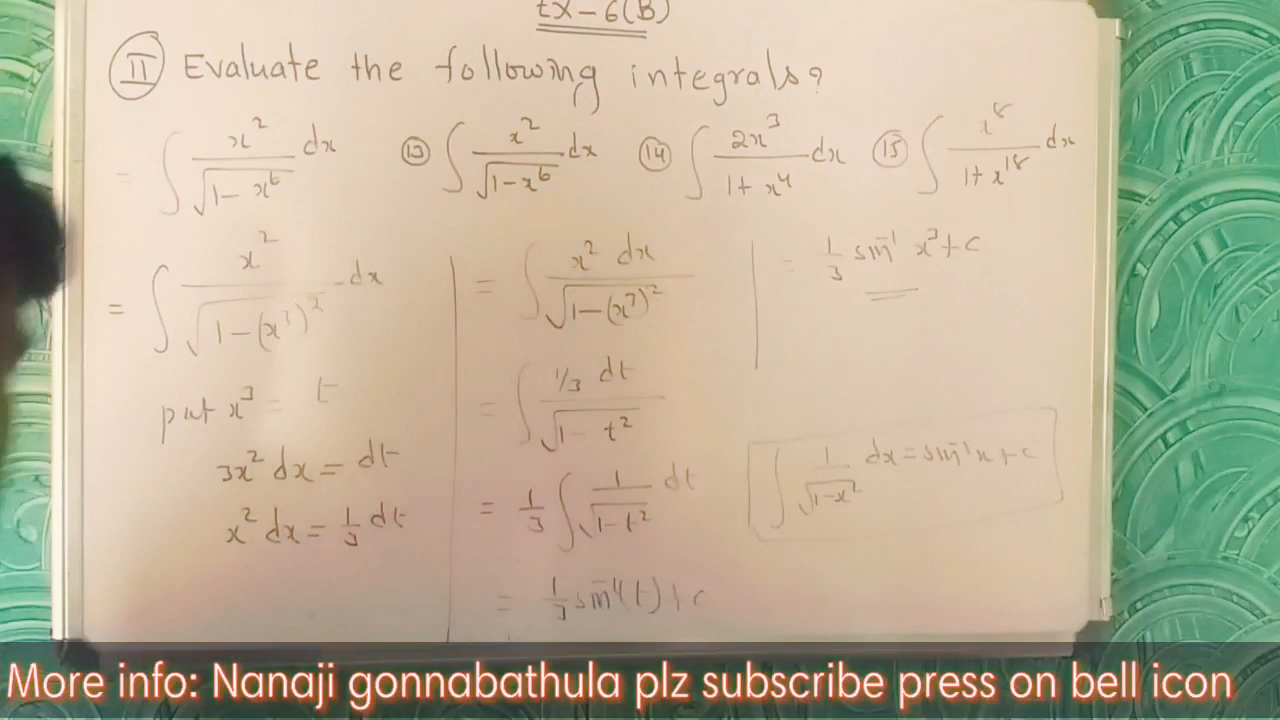 EX-6(B)
II Evaluate the following integrals?
= ∫ x²/√(1-x⁶) dx
⑬ ∫ x²/√(1-x⁶) dx
⑭ ∫ 2x³/(1+x⁴) dx
⑮ ∫ x⁸/(1+x¹⁸) dx
= ∫ x²/√(1-(x³)²) dx
put x³ = t
3x² dx = dt
x² dx = 1/3 dt
= ∫ x² dx/√(1-(x³)²)
= ∫ 1/3 dt/√(1-t²)
= 1/3 ∫ 1/√(1-t²) dt
= 1/3 sin⁻¹(t)+c
= 1/3 sin⁻¹ x³+c
∫ 1/√(1-x²) dx = sin⁻¹x+c
More info: Nanaji gonnabathula plz subscribe press on bell icon